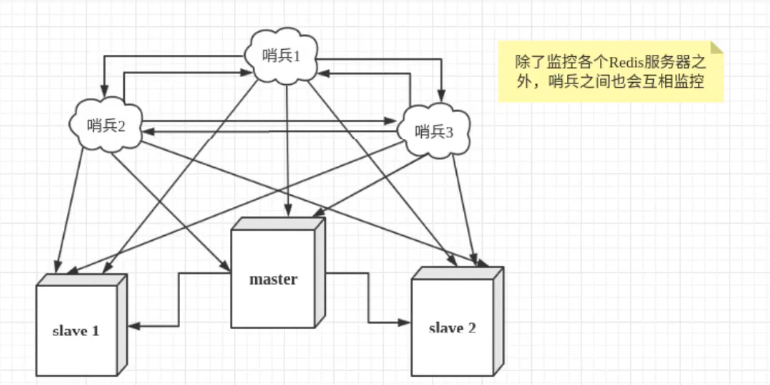 哨兵1
除了监控各个Redis服务器之
外，哨兵之间也会互相监控
哨兵2
哨兵3
master
slave 1
slave 2